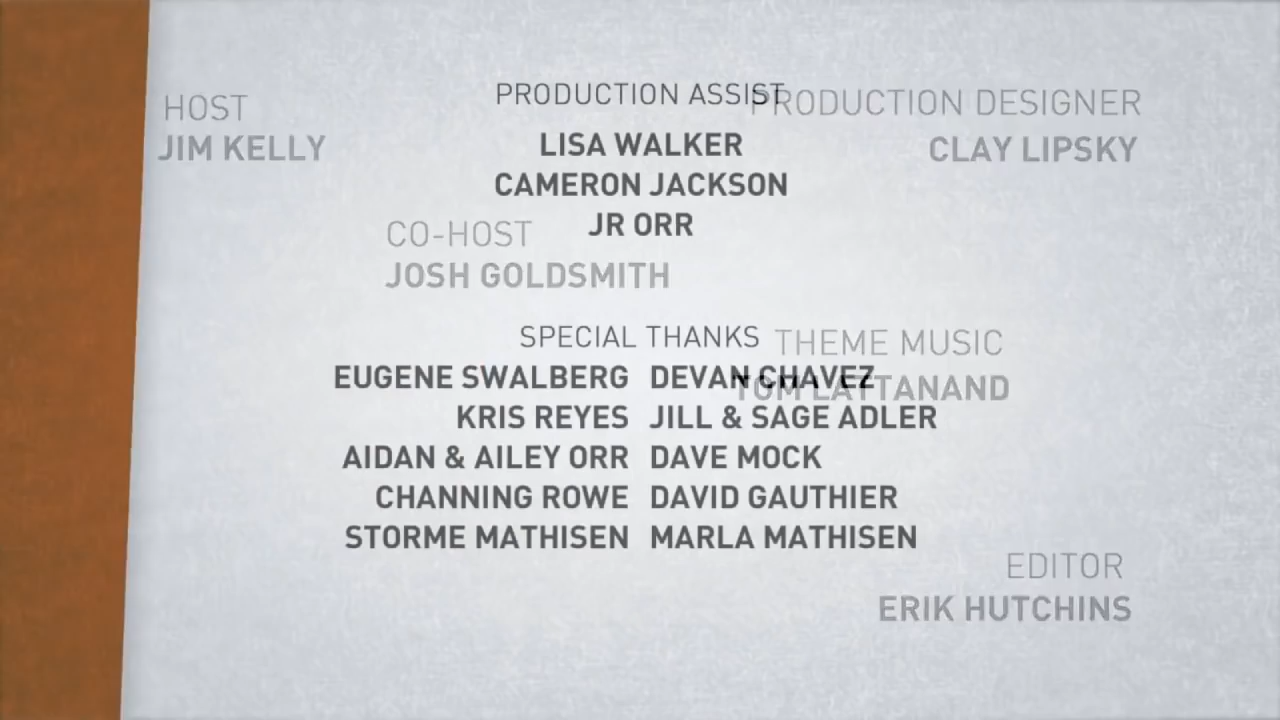 HOST
JIM KELLY
PRODUCTION ASSIST
LISA WALKER
CAMERON JACKSON
JR ORR
PRODUCTION DESIGNER
CLAY LIPSKY
CO-HOST
JOSH GOLDSMITH
SPECIAL THANKS
EUGENE SWALBERG DEVAN CHAVEZ
KRIS REYES JILL & SAGE ADLER
AIDAN & AILEY ORR DAVE MOCK
CHANNING ROWE DAVID GAUTHIER
STORME MATHISEN MARLA MATHISEN
THEME MUSIC
TOM LATTANAND
EDITOR
ERIK HUTCHINS